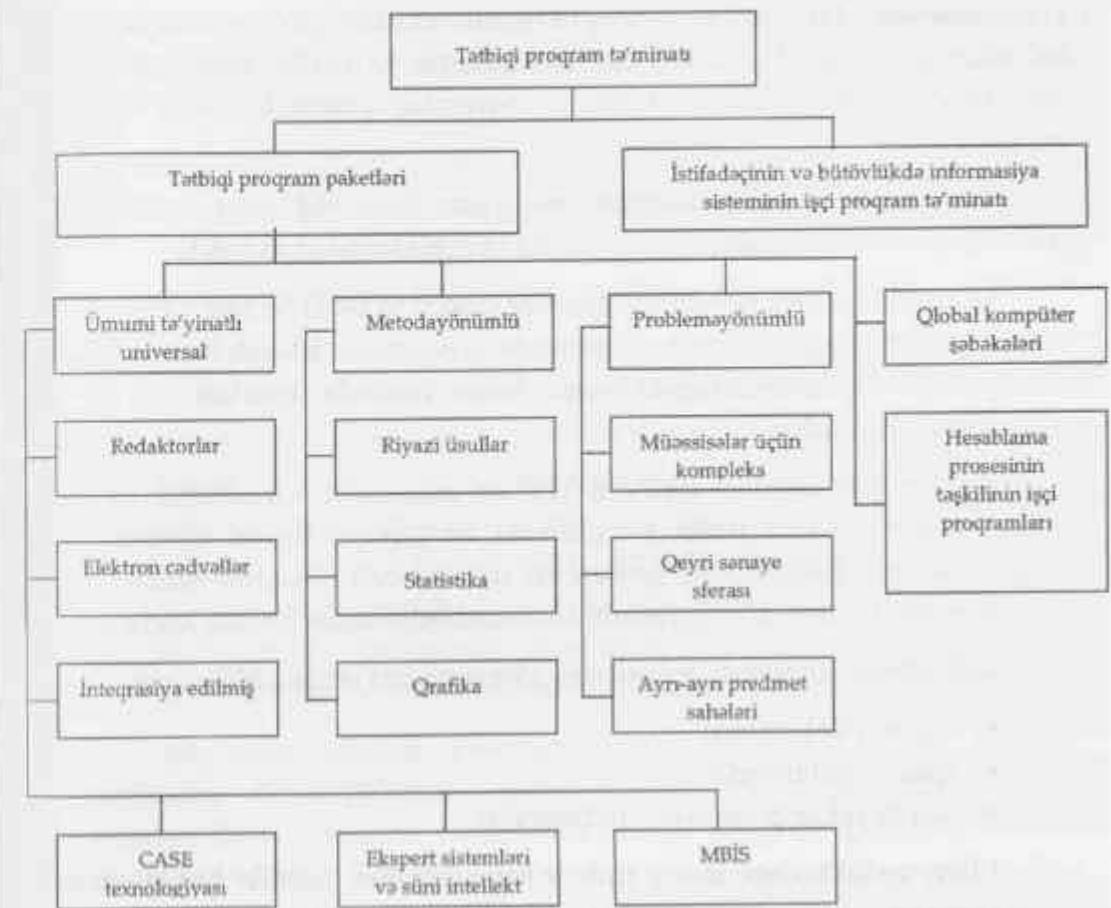 Tətbiqi proqram tə'minatı
Tətbiqi proqram paketləri
İstifadəçinin və bütövlükdə informasiya
sisteminin işçi proqram tə'minatı
Ümumi tə'yinatlı
universal
Metodayönümlü
Problemayönümlü
Qlobal kompüter
şəbəkələri
Redaktorlar
Riyazi üsullar
Müəssisələr üçün
kompleks
Hesablama
prosesinin
təşkilinin işçi
proqramları
Elektron cədvəllər
Statistika
Qeyri sənaye
sferası
İnteqrasiya edilmiş
Qrafika
Ayrı-ayrı predmet
sahələri
CASE
texnologiyası
Ekspert sistemləri
və süni intellekt
MBİS